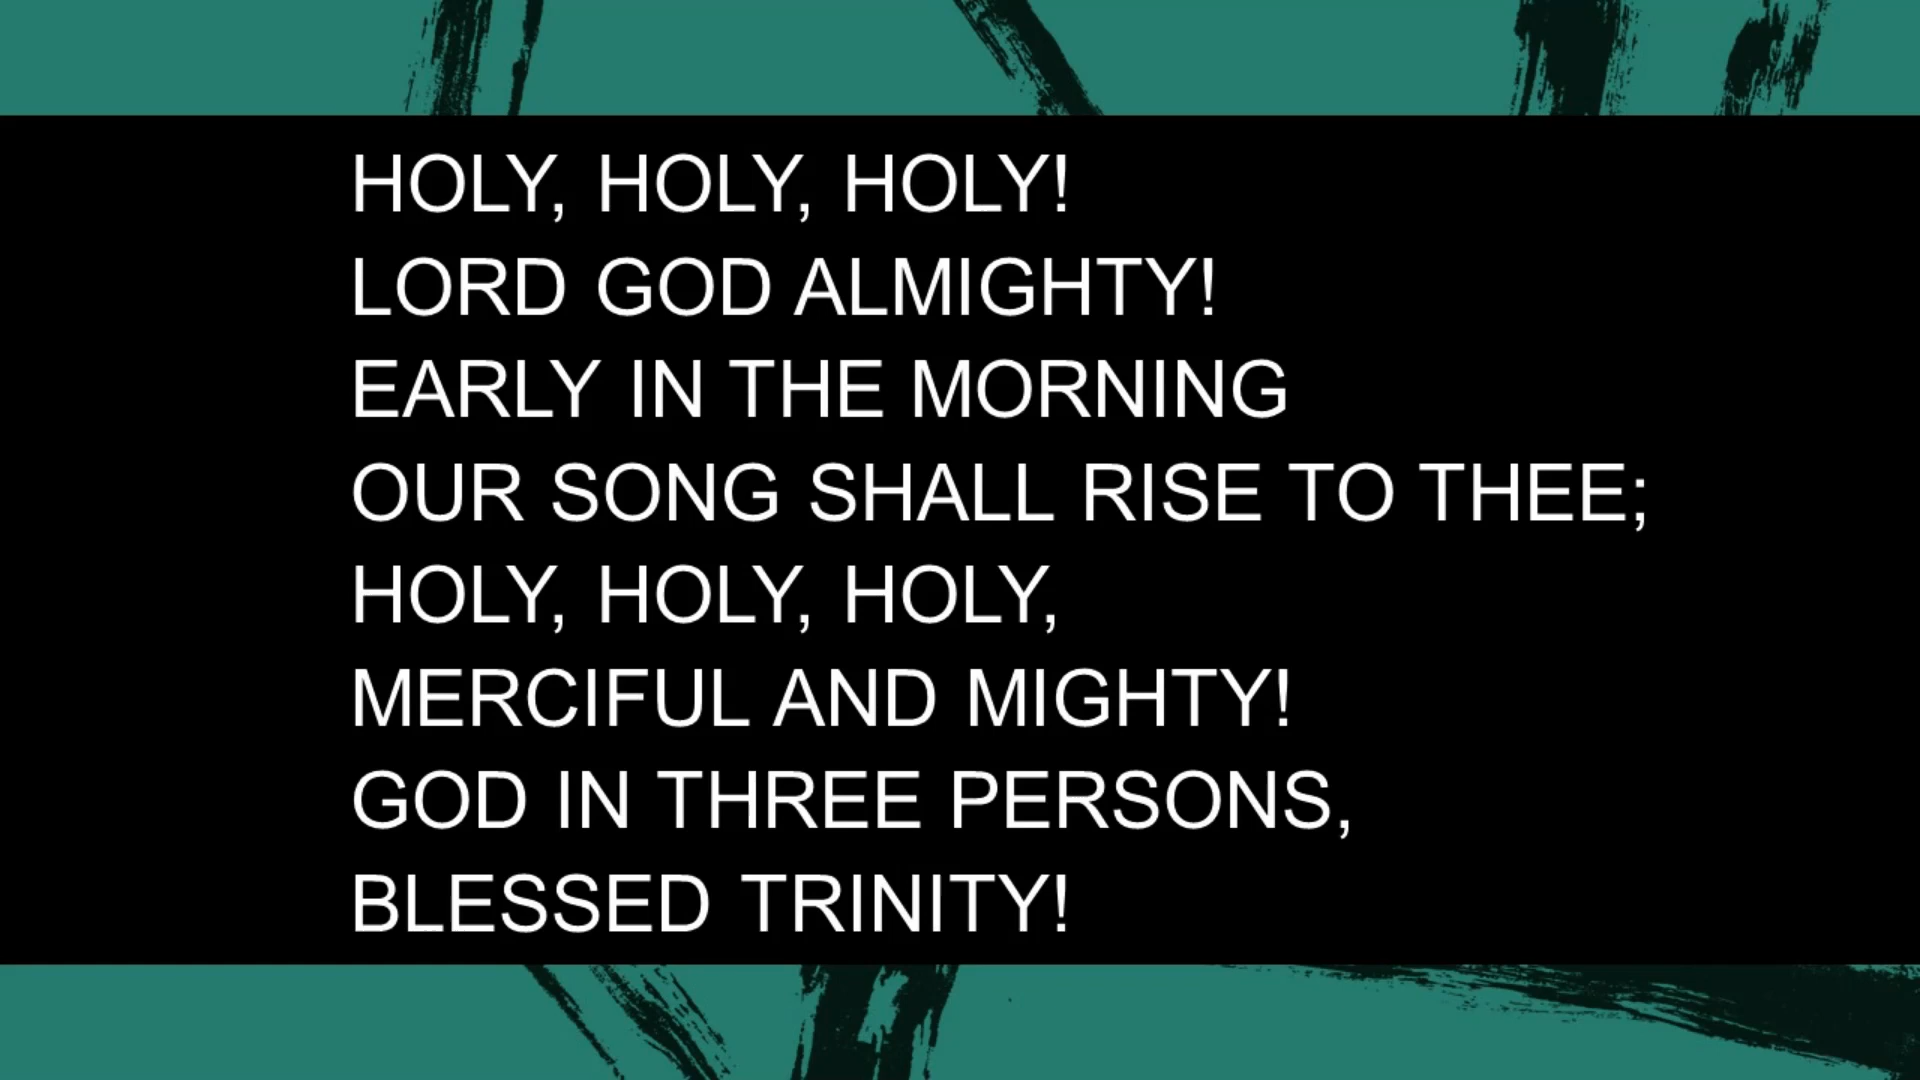 HOLY, HOLY, HOLY!
LORD GOD ALMIGHTY!
EARLY IN THE MORNING
OUR SONG SHALL RISE TO THEE;
HOLY, HOLY, HOLY,
MERCIFUL AND MIGHTY!
GOD IN THREE PERSONS,
BLESSED TRINITY!